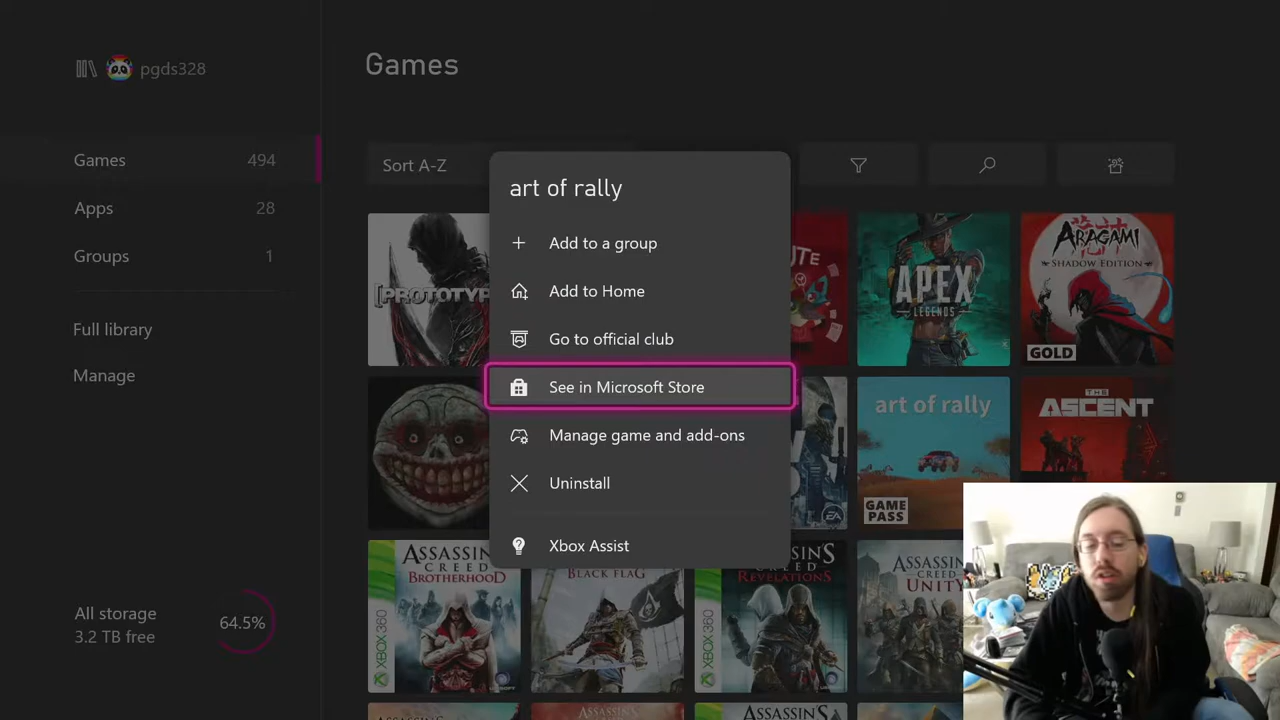 pgds328
Games
Games 494
Apps 28
Groups 1
Full library
Manage
All storage
3.2 TB free
64.5%
Sort A-Z
art of rally
Add to a group
Add to Home
Go to official club
See in Microsoft Store
Manage game and add-ons
Uninstall
Xbox Assist
[PROTOTYP
UTE
APEX
LEGENDS
ARAGAMI
SHADOW EDITION
GOLD
EA
art of rally
GAME
PASS
THE
ASCENT
XBOX 360
ASSASSIN'S
CREED
BROTHERHOOD
UBISOFT
BLACK FLAG
XBOX 360
ASSASSIN'S
REVELATIONS
ASSASSIN'S
CREED
UNITY